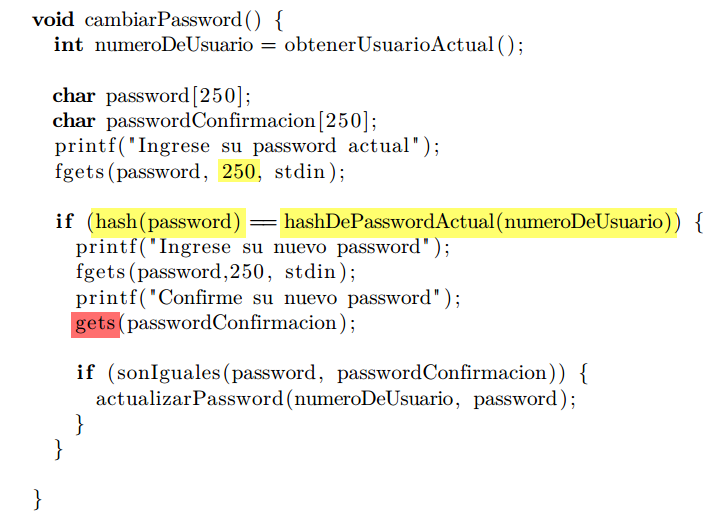 void cambiarPassword() {
int numeroDeUsuario = obtenerUsuarioActual();
char password[250];
char passwordConfirmacion[250];
printf("Ingrese su password actual");
fgets(password, 250, stdin);
if (hash(password) == hashDePasswordActual(numeroDeUsuario)) {
printf("Ingrese su nuevo password");
fgets(password,250, stdin);
printf("Confirme su nuevo password");
gets(passwordConfirmacion);
if (sonIguales(password, passwordConfirmacion)) {
actualizarPassword(numeroDeUsuario, password);
}
}
}